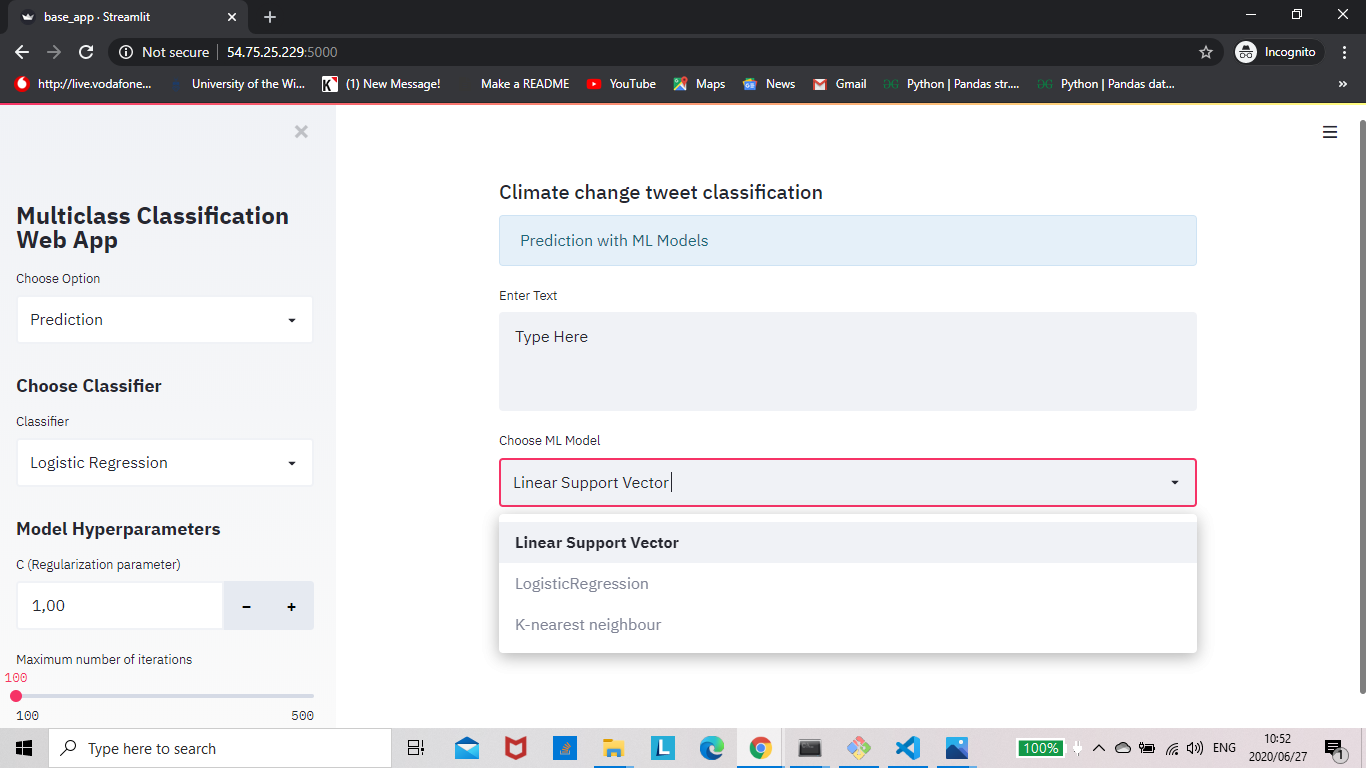 base_app · Streamlit
Not secure
54.75.25.229:5000
Incognito
http://live.vodafone...
University of the Wi...
(1) New Message!
Make a README
YouTube
Maps
News
Gmail
Python | Pandas str....
Python | Pandas dat...
»
Multiclass Classification
Web App
Choose Option
Prediction
Choose Classifier
Classifier
Logistic Regression
Model Hyperparameters
C (Regularization parameter)
1,00
Maximum number of iterations
100
100
500
Climate change tweet classification
Prediction with ML Models
Enter Text
Type Here
Choose ML Model
Linear Support Vector
Linear Support Vector
LogisticRegression
K-nearest neighbour
Type here to search
100%
ENG
10:52
2020/06/27
1